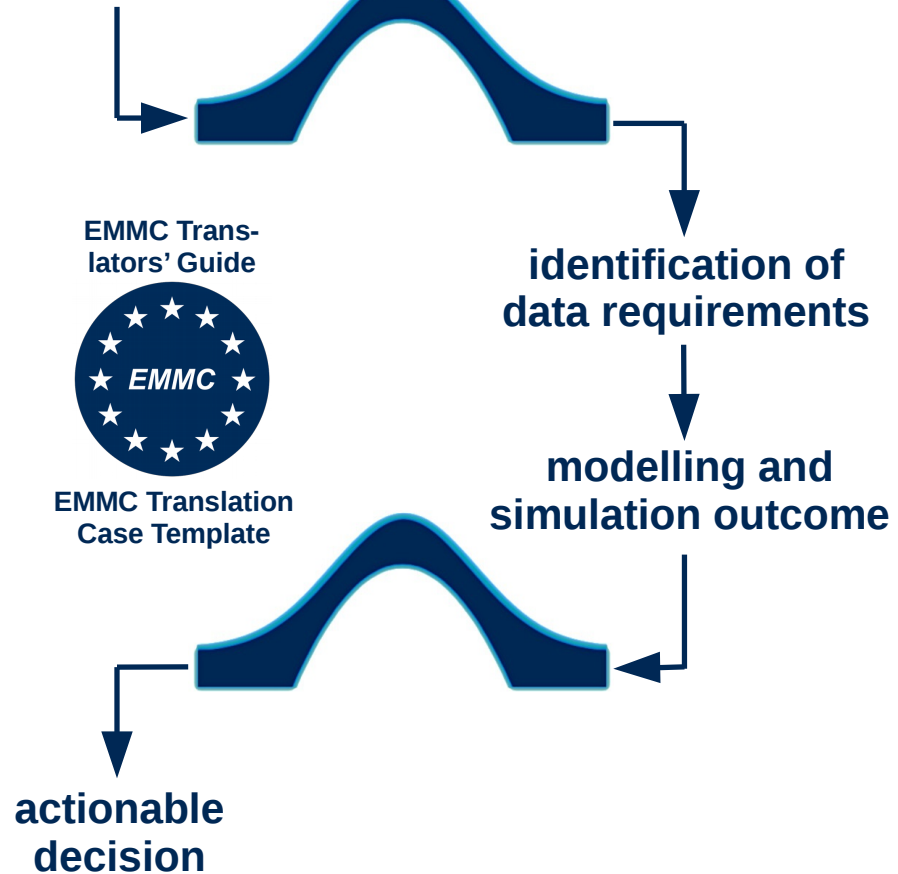 EMMC Trans-
lators’ Guide
EMMC
EMMC Translation
Case Template
identification of
data requirements
modelling and
simulation outcome
actionable
decision